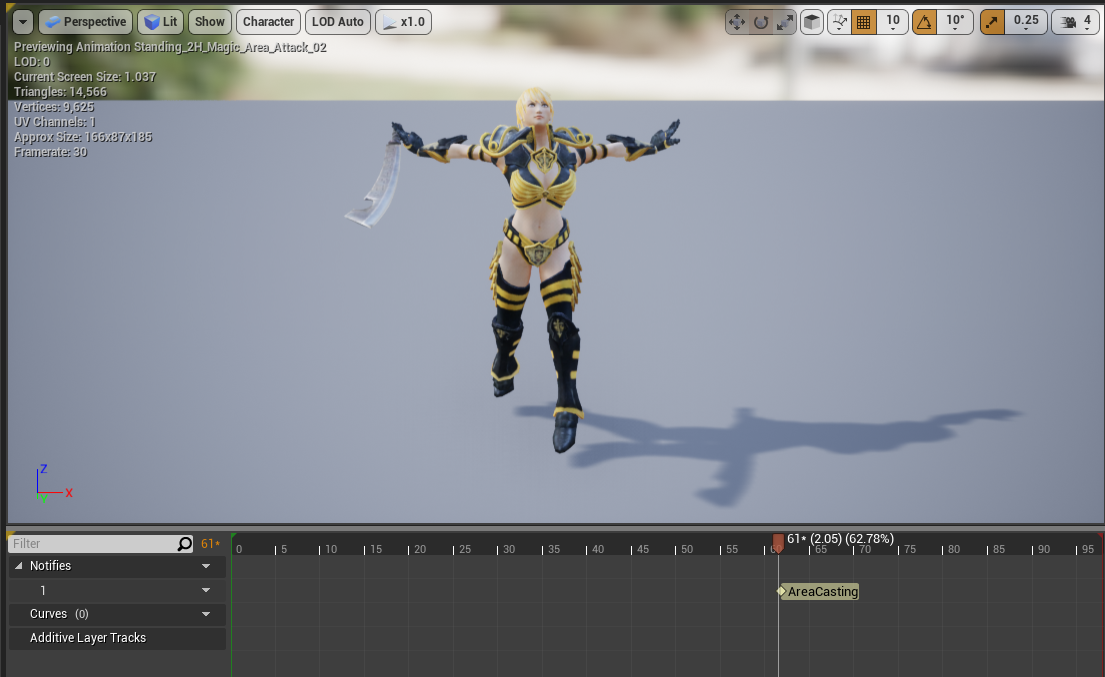 Perspective Lit Show Character LOD Auto x1.0 10 10° 0.25 4
Previewing Animation Standing_2H_Magic_Area_Attack_02
LOD: 0
Current Screen Size: 1.037
Triangles: 14,566
Vertices: 9,625
UV Channels: 1
Approx Size: 166x87x185
Framerate: 30
Z
X
Y
Filter 61*
61* (2.05) (62.78%)
0 5 10 15 20 25 30 35 40 45 50 55 60 65 70 75 80 85 90 95
Notifies
1 AreaCasting
Curves (0)
Additive Layer Tracks